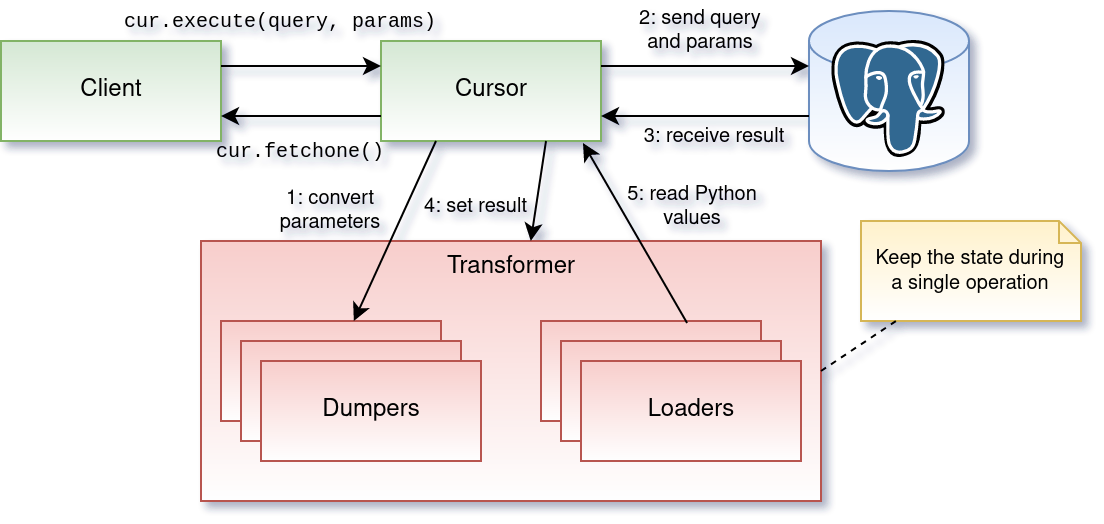 cur.execute(query, params)
2: send query
and params
Client
Cursor
3: receive result
cur.fetchone()
1: convert
parameters
4: set result
5: read Python
values
Transformer
Keep the state during
a single operation
Dumpers
Loaders